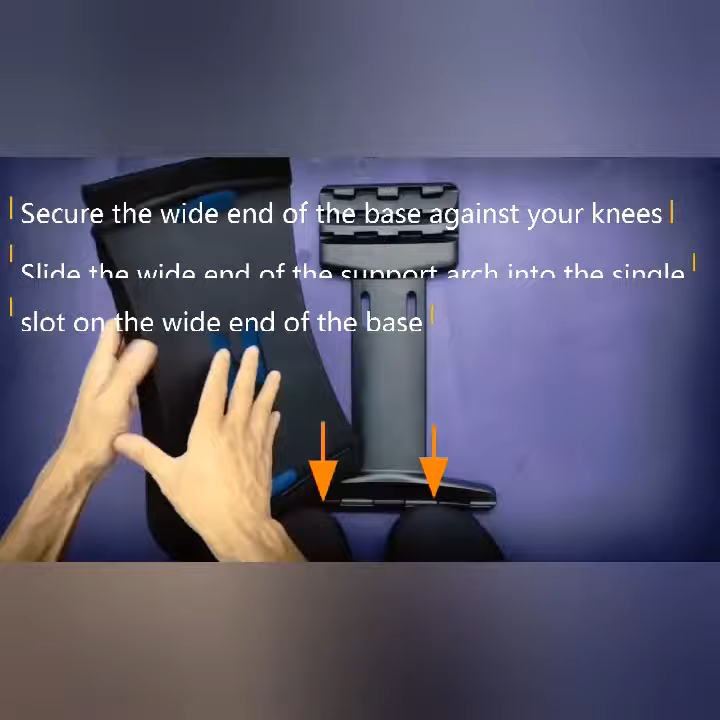 Secure the wide end of the base against your knees
Slide the wide end of the support arch into the single
slot on the wide end of the base